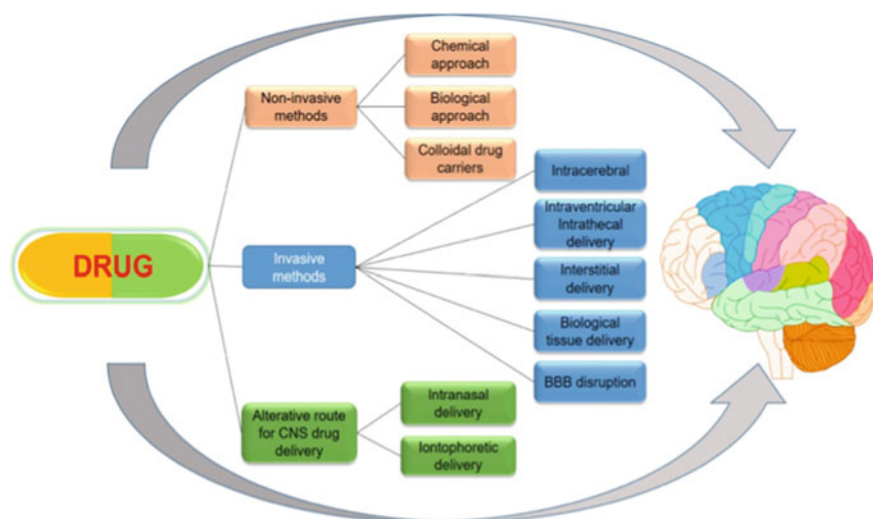 DRUG
Non-invasive
methods
Chemical
approach
Biological
approach
Colloidal drug
carriers
Invasive
methods
Intracerebral
Intraventricular
Intrathecal
delivery
Interstitial
delivery
Biological
tissue delivery
BBB disruption
Alterative route
for CNS drug
delivery
Intranasal
delivery
Iontophoretic
delivery